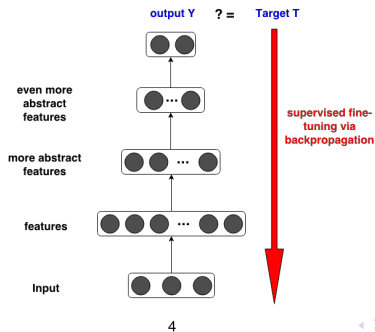 output Y ? = Target T
even more
abstract
features
...
supervised fine-
tuning via
backpropagation
more abstract
features
...
features
...
Input
4